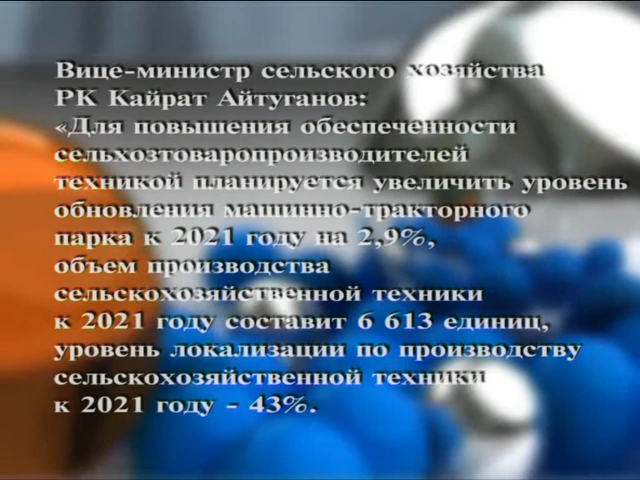 Вице-министр сельского хозяйства
РК Кайрат Айтуганов:
«Для повышения обеспеченности
сельхозтоваропроизводителей
техникой планируется увеличить уровень
обновления машинно-тракторного
парка к 2021 году на 2,9%,
объем производства
сельскохозяйственной техники
к 2021 году составит 6 613 единиц,
уровень локализации по производству
сельскохозяйственной техники
к 2021 году - 43%.